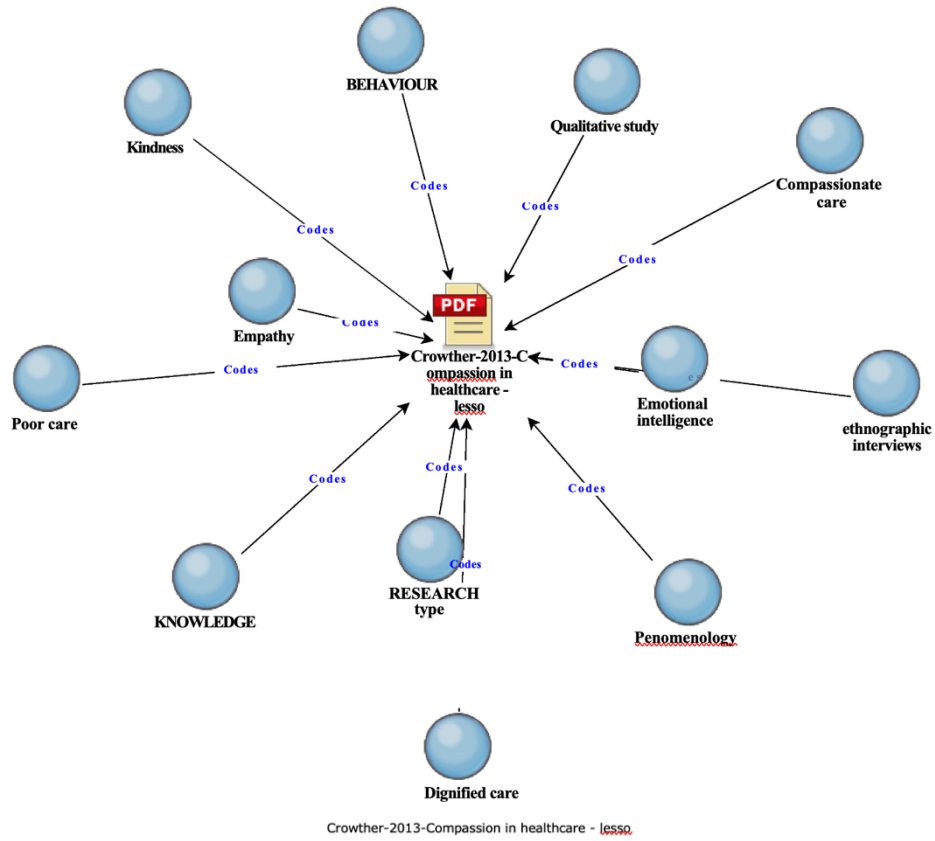 BEHAVIOUR
Qualitative study
Kindness
Compassionate
care
Codes
Codes
Codes
Codes
PDF
Empathy
Codes
Crowther-2013-C
ompassion in
healthcare -
lesso
Codes
Codes
Poor care
Emotional
intelligence
ethnographic
interviews
Codes
Codes
Codes
Codes
RESEARCH
type
KNOWLEDGE
Penomenology
Dignified care
Crowther-2013-Compassion in healthcare - lesso